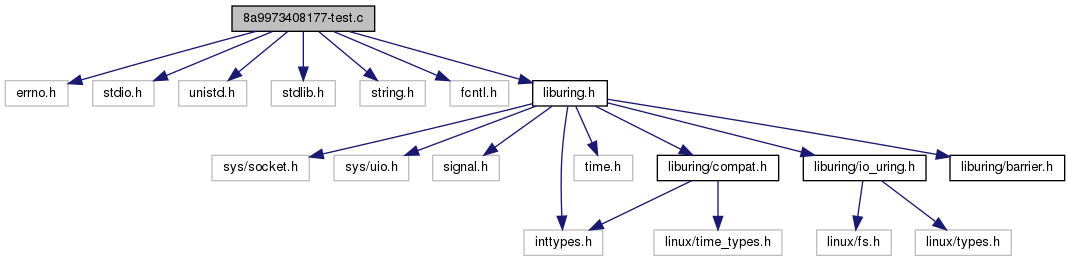 8a9973408177-test.c
errno.h
stdio.h
unistd.h
stdlib.h
string.h
fcntl.h
liburing.h
sys/socket.h
sys/uio.h
signal.h
time.h
liburing/compat.h
liburing/io_uring.h
liburing/barrier.h
inttypes.h
linux/time_types.h
linux/fs.h
linux/types.h